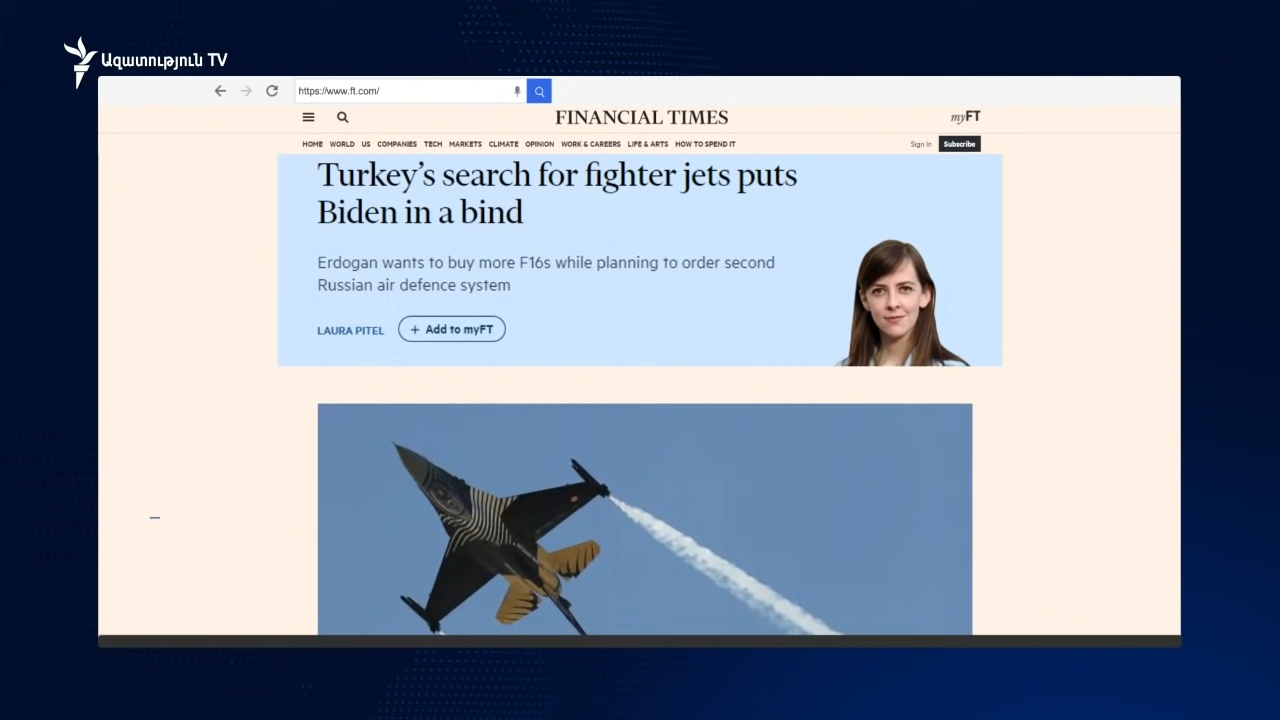 Ազատություն TV
https://www.ft.com/
FINANCIAL TIMES
myFT
HOME WORLD US COMPANIES TECH MARKETS CLIMATE OPINION WORK & CAREERS LIFE & ARTS HOW TO SPEND IT
Sign In Subscribe
Turkey’s search for fighter jets puts
Biden in a bind
Erdogan wants to buy more F16s while planning to order second
Russian air defence system
LAURA PITEL + Add to myFT